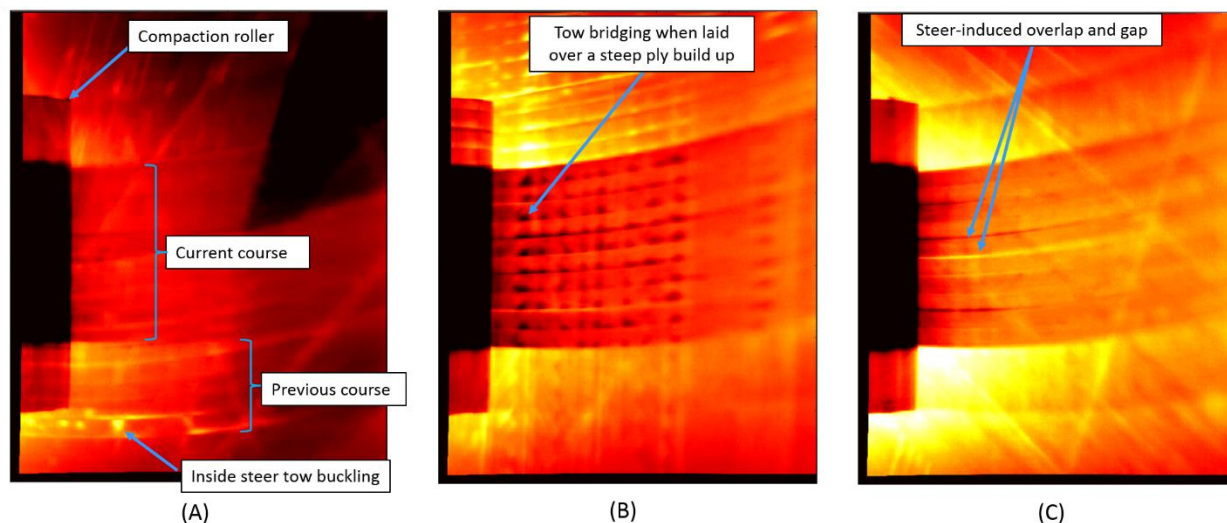 Compaction roller
Current course
Previous course
Inside steer tow buckling
(A)
Tow bridging when laid
over a steep ply build up
(B)
Steer-induced overlap and gap
(C)